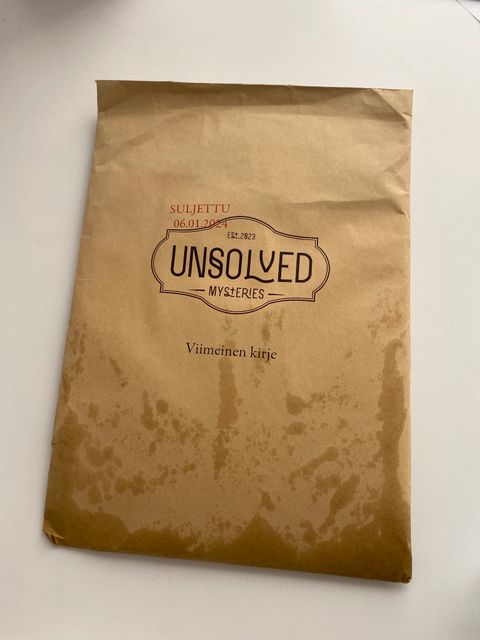 SULJETTU
06.01.2024
EST.2023
UNSOLVED
MYSTERIES
Viimeinen kirje